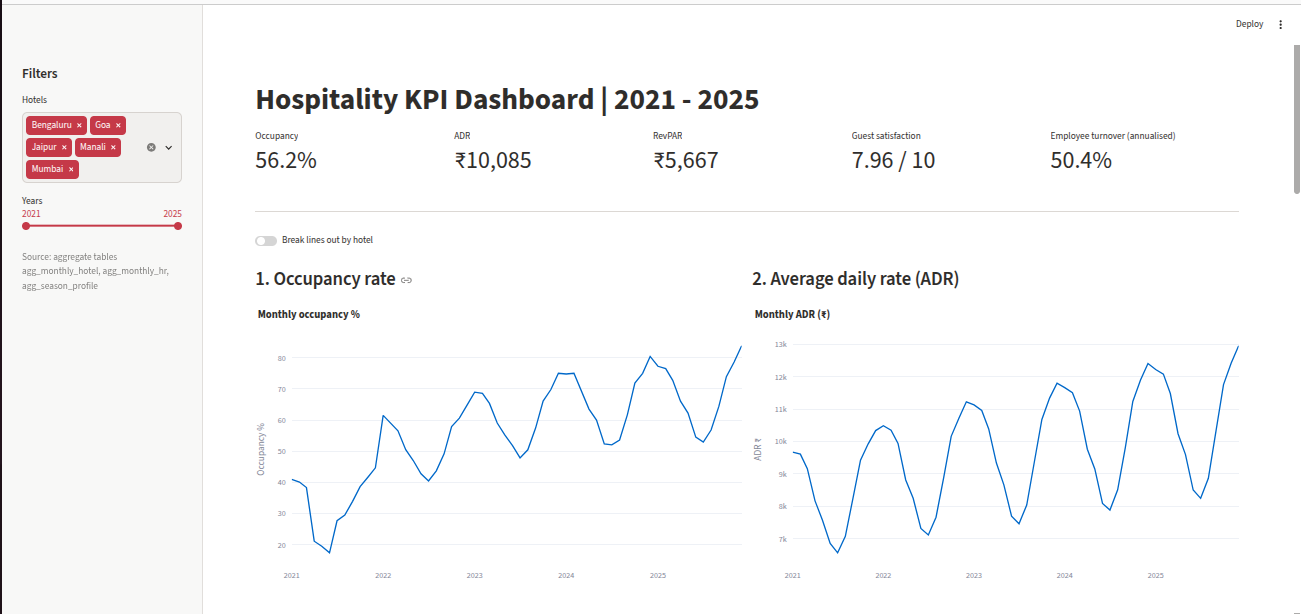 Deploy
Filters
Hotels
Bengaluru × Goa ×
Jaipur × Manali ×
Mumbai ×
Years
2021 2025
Source: aggregate tables
agg_monthly_hotel, agg_monthly_hr,
agg_season_profile
Hospitality KPI Dashboard | 2021 - 2025
Occupancy ADR RevPAR Guest satisfaction Employee turnover (annualised)
56.2% ₹10,085 ₹5,667 7.96 / 10 50.4%
Break lines out by hotel
1. Occupancy rate
Monthly occupancy %
Occupancy %
80
70
60
50
40
30
20
2021 2022 2023 2024 2025
2. Average daily rate (ADR)
Monthly ADR (₹)
ADR ₹
13k
12k
11k
10k
9k
8k
7k
2021 2022 2023 2024 2025